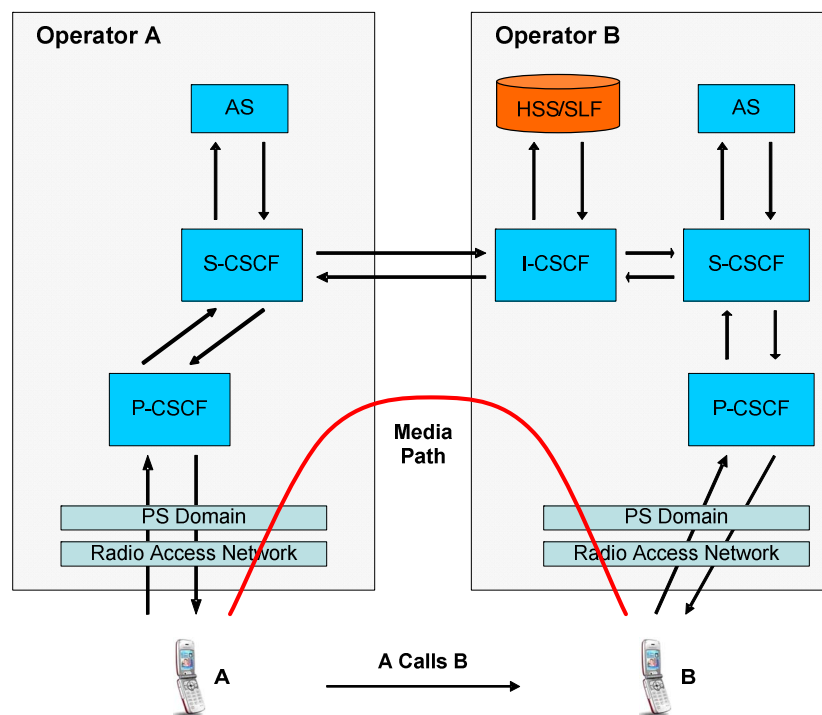 Operator A
Operator B
AS
HSS/SLF
AS
S-CSCF
I-CSCF
S-CSCF
P-CSCF
P-CSCF
Media
Path
PS Domain
PS Domain
Radio Access Network
Radio Access Network
A
A Calls B
B